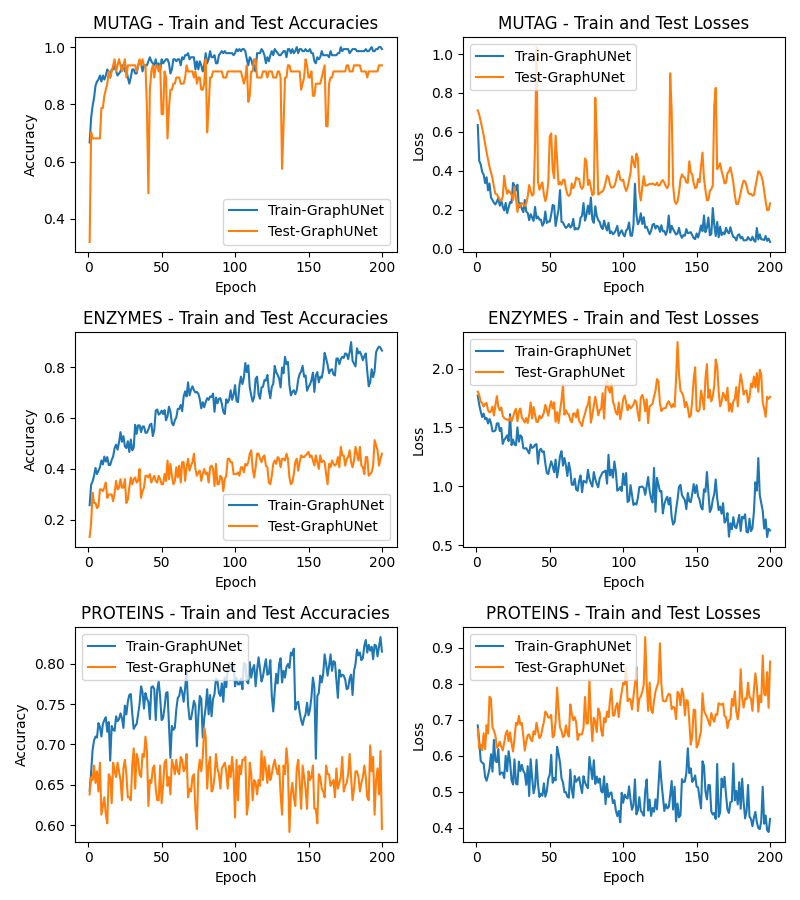 MUTAG - Train and Test Accuracies
1.0
0.8
0.6
0.4
Accuracy
Train-GraphUNet
Test-GraphUNet
0 50 100 150 200
Epoch
MUTAG - Train and Test Losses
1.0
0.8
0.6
0.4
0.2
0.0
Loss
Train-GraphUNet
Test-GraphUNet
0 50 100 150 200
Epoch
ENZYMES - Train and Test Accuracies
0.8
0.6
0.4
0.2
Accuracy
Train-GraphUNet
Test-GraphUNet
0 50 100 150 200
Epoch
ENZYMES - Train and Test Losses
2.0
1.5
1.0
0.5
Loss
Train-GraphUNet
Test-GraphUNet
0 50 100 150 200
Epoch
PROTEINS - Train and Test Accuracies
0.80
0.75
0.70
0.65
0.60
Accuracy
Train-GraphUNet
Test-GraphUNet
0 50 100 150 200
Epoch
PROTEINS - Train and Test Losses
0.9
0.8
0.7
0.6
0.5
0.4
Loss
Train-GraphUNet
Test-GraphUNet
0 50 100 150 200
Epoch